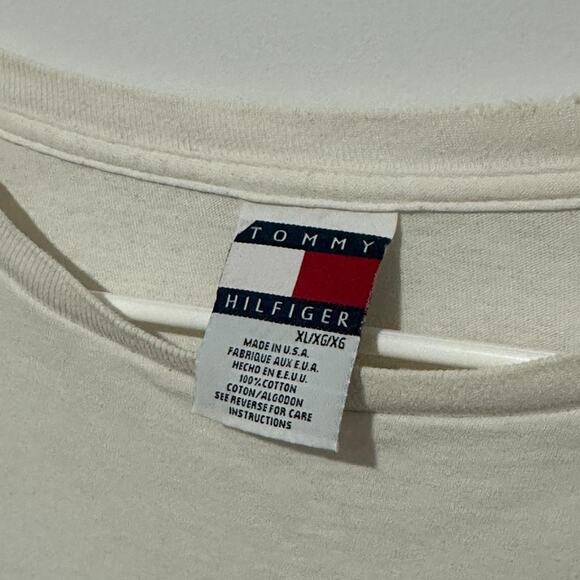 TOMMY
HILFIGER
XL/XG/XG
MADE IN U.S.A.
FABRIQUE AUX E.U.A.
HECHO EN E.E.U.U.
100% COTTON
COTON/ALGODON
SEE REVERSE FOR CARE
INSTRUCTIONS